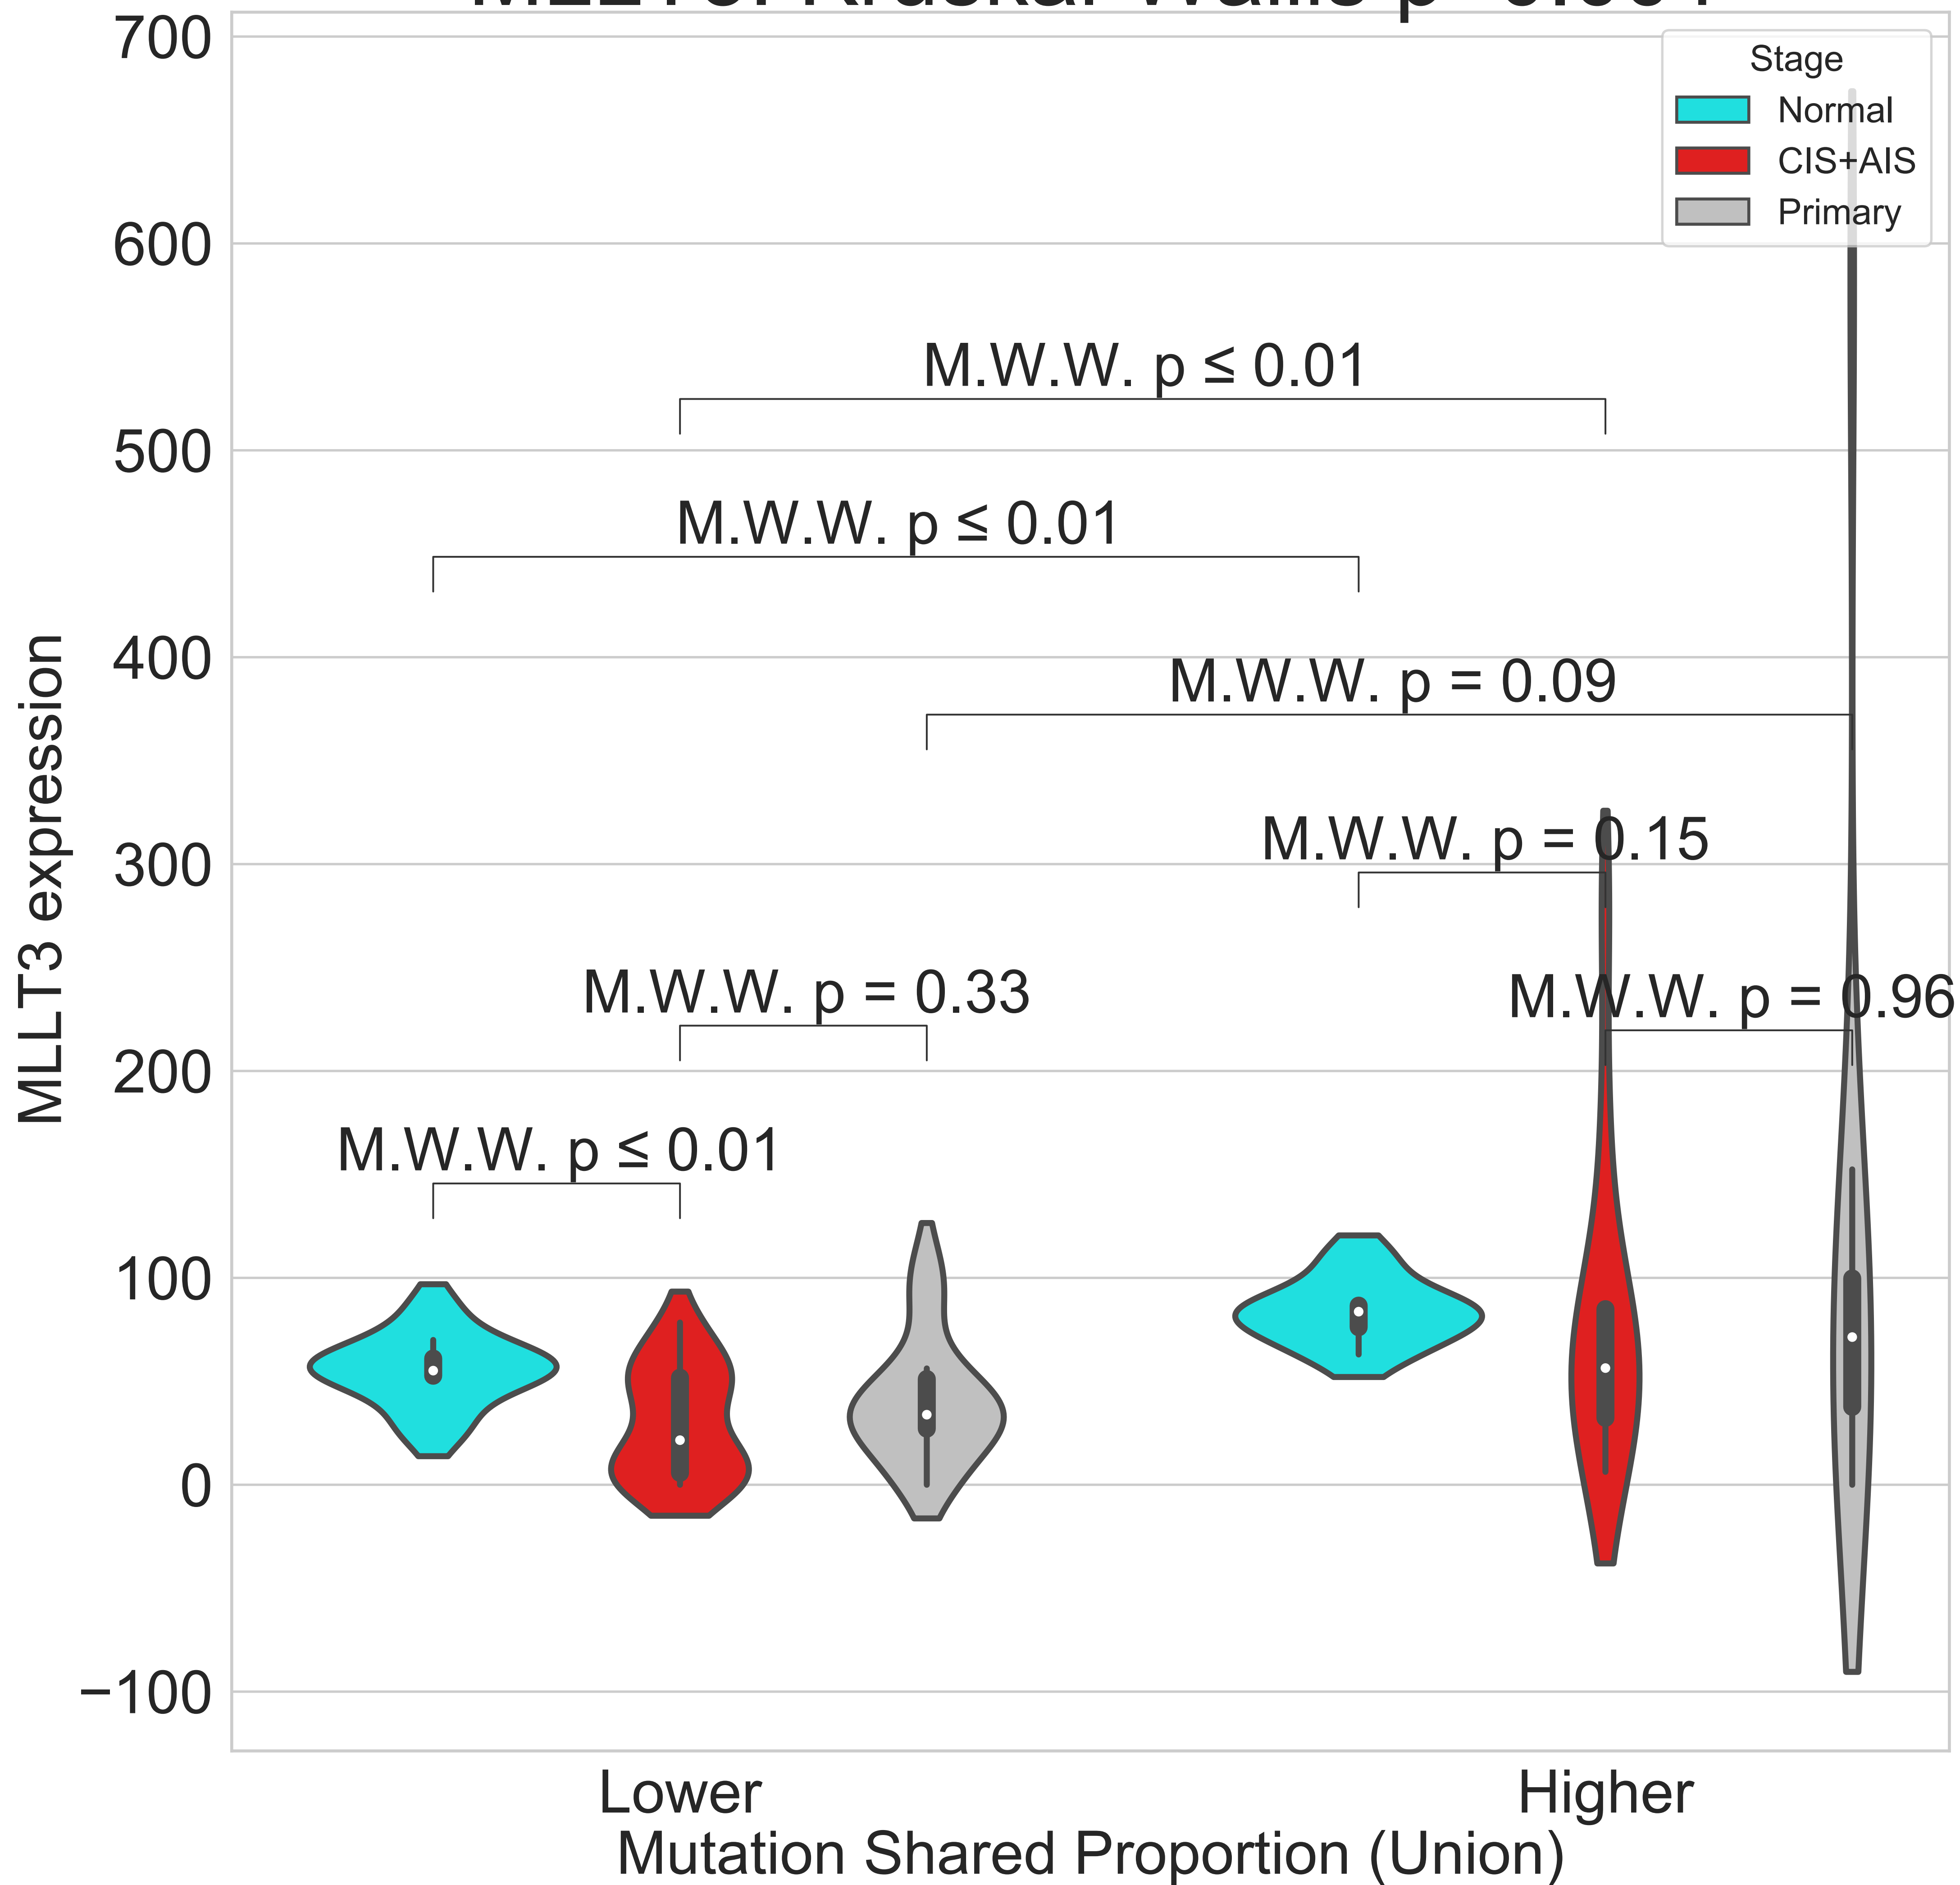 700
600
500
400
300
200
100
0
−100
MLLT3 expression
Stage
Normal
CIS+AIS
Primary
M.W.W. p ≤ 0.01
M.W.W. p ≤ 0.01
M.W.W. p = 0.09
M.W.W. p = 0.15
M.W.W. p = 0.33
M.W.W. p = 0.96
M.W.W. p ≤ 0.01
Lower
Higher
Mutation Shared Proportion (Union)